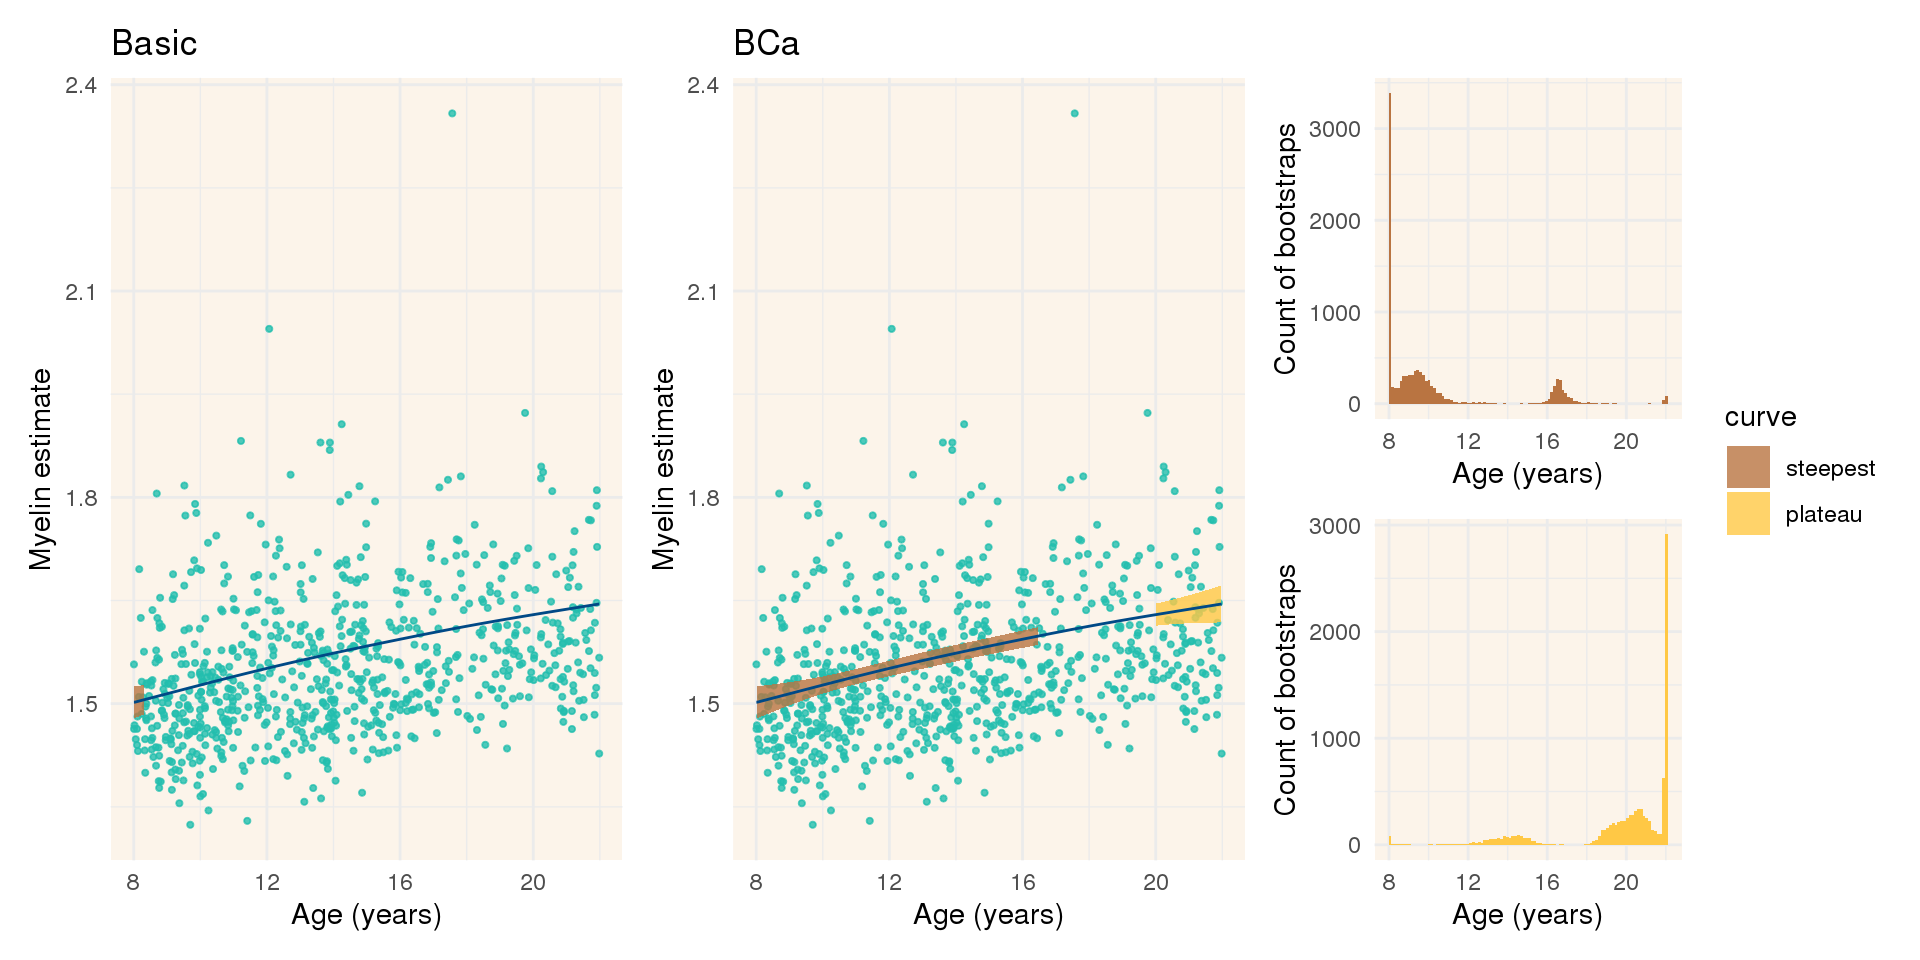 Basic
2.4
2.1
1.8
1.5
Myelin estimate
8 12 16 20
Age (years)
BCa
2.4
2.1
1.8
1.5
Myelin estimate
8 12 16 20
Age (years)
3000
2000
1000
0
Count of bootstraps
8 12 16 20
Age (years)
3000
2000
1000
0
Count of bootstraps
8 12 16 20
Age (years)
curve
steepest
plateau